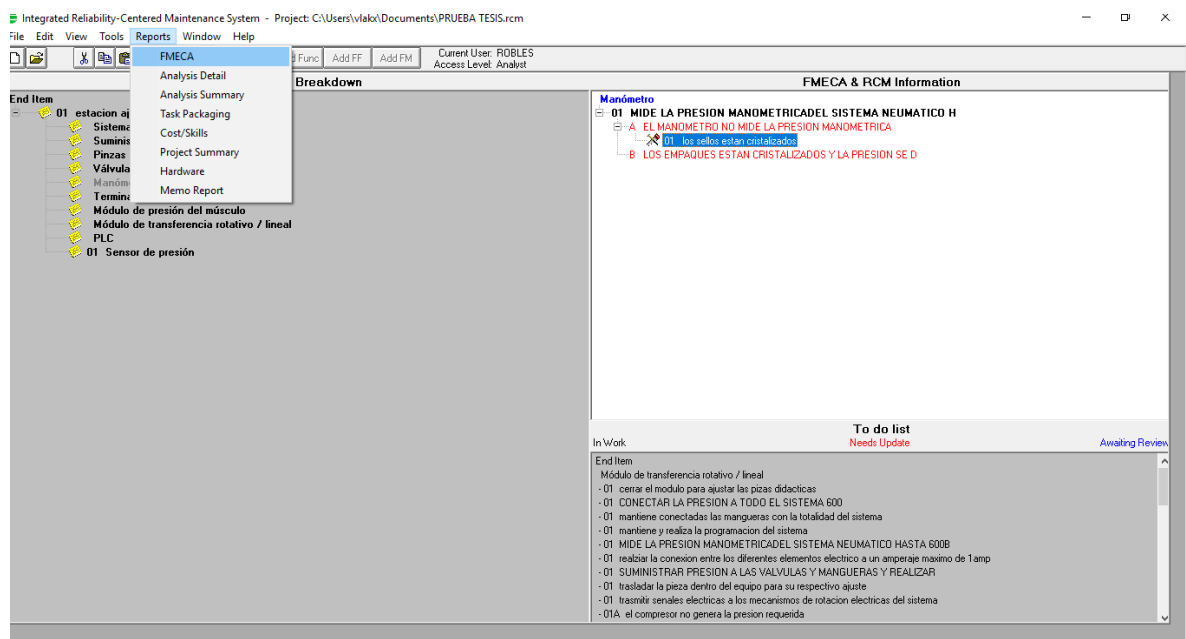 Integrated Reliability-Centered Maintenance System - Project: C:\Users\vlakx\Documents\PRUEBA TESIS.rcm
File Edit View Tools Reports Window Help
Func Add FF Add FM Current User: ROBLES
Access Level: Analyst
FMECA
Analysis Detail
Analysis Summary
Task Packaging
Cost/Skills
Project Summary
Hardware
Memo Report
Breakdown
End Item
01 estacion aj
Sistema
Suminis
Pinzas
Válvula
Manóm
Termina
Módulo de presión del músculo
Módulo de transferencia rotativo / lineal
PLC
01 Sensor de presión
FMECA & RCM Information
Manómetro
01 MIDE LA PRESION MANOMETRICADEL SISTEMA NEUMATICO H
A EL MANOMETRO NO MIDE LA PRESION MANOMETRICA
01 los sellos estan cristalizados
B LOS EMPAQUES ESTAN CRISTALIZADOS Y LA PRESION SE D
To do list
In Work Needs Update Awaiting Review
End Item
Módulo de transferencia rotativo / lineal
- 01 cerrar el modulo para ajustar las pizas didacticas
- 01 CONECTAR LA PRESION A TODO EL SISTEMA 600
- 01 mantiene conectadas las mangueras con la totalidad del sistema
- 01 mantiene y realiza la programacion del sistema
- 01 MIDE LA PRESION MANOMETRICADEL SISTEMA NEUMATICO HASTA 600B
- 01 realziar la conexion entre los diferentes elementos electrico a un amperaje maximo de 1amp
- 01 SUMINISTRAR PRESION A LAS VALVULAS Y MANGUERAS Y REALIZAR
- 01 trasladar la pieza dentro del equipo para su respectivo ajuste
- 01 trasmitir senales electricas a los mecanismos de rotacion electricas del sistema
- 01A el compresor no genera la presion requerida